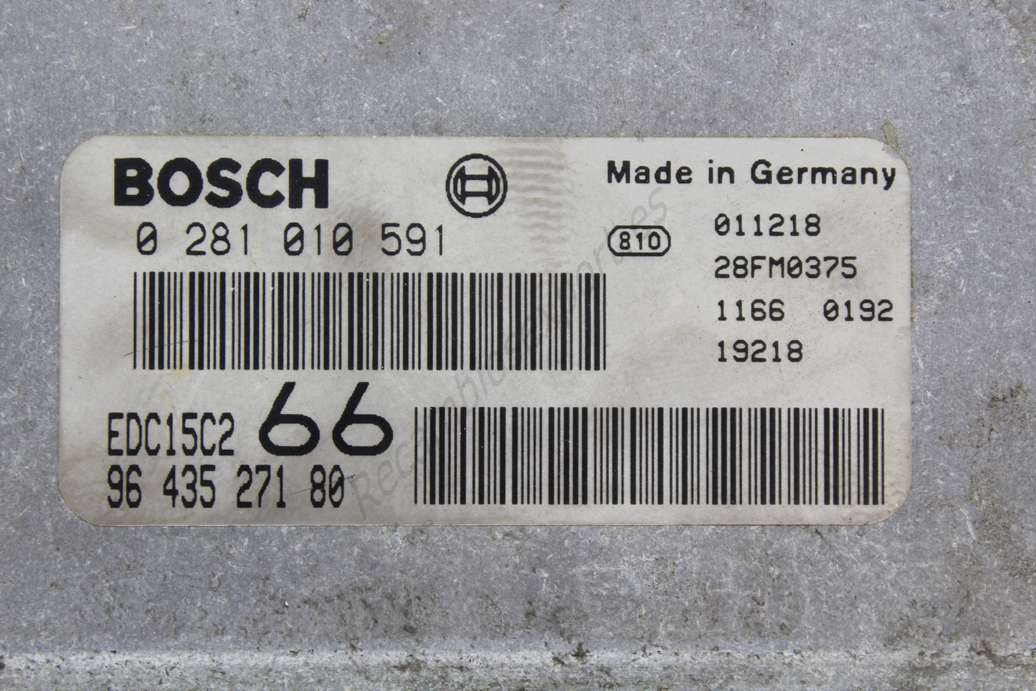 BOSCH
Made in Germany
0 281 010 591
810
011218
28FM0375
1166 0192
19218
EDC15C2 66
96 435 271 80